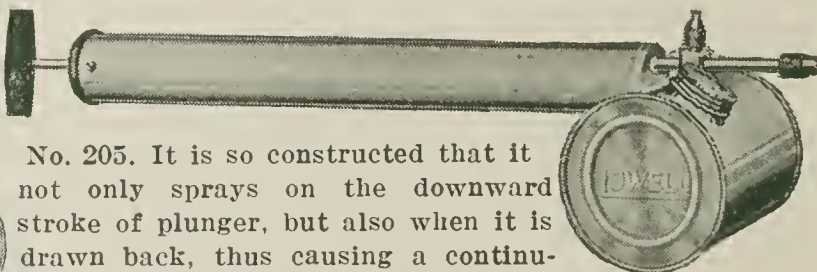 No. 205. It is so constructed that it
not only sprays on the downward
stroke of plunger, but also when it is
drawn back, thus causing a continu-